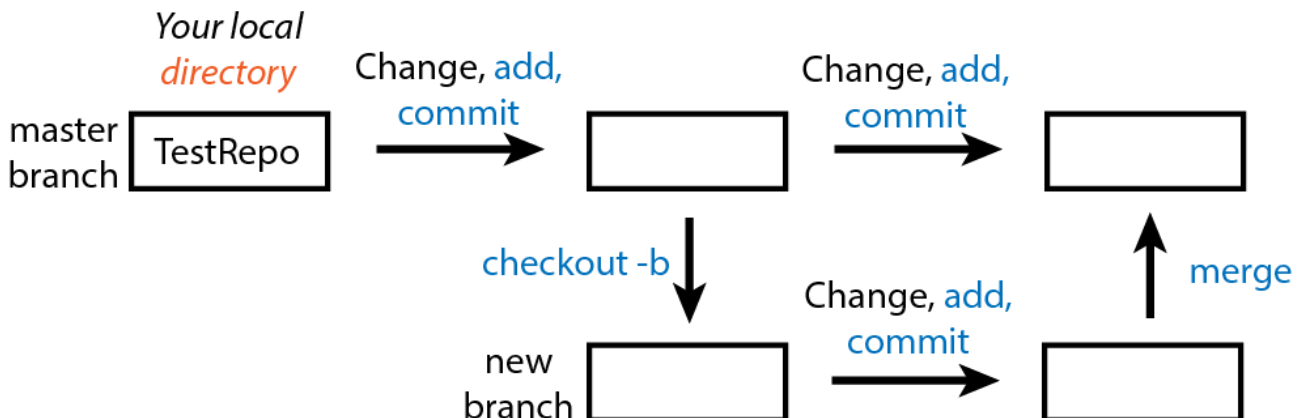 Your local
directory
Change, add,
commit
Change, add,
commit
master
branch
TestRepo
checkout -b
Change, add,
commit
merge
new
branch